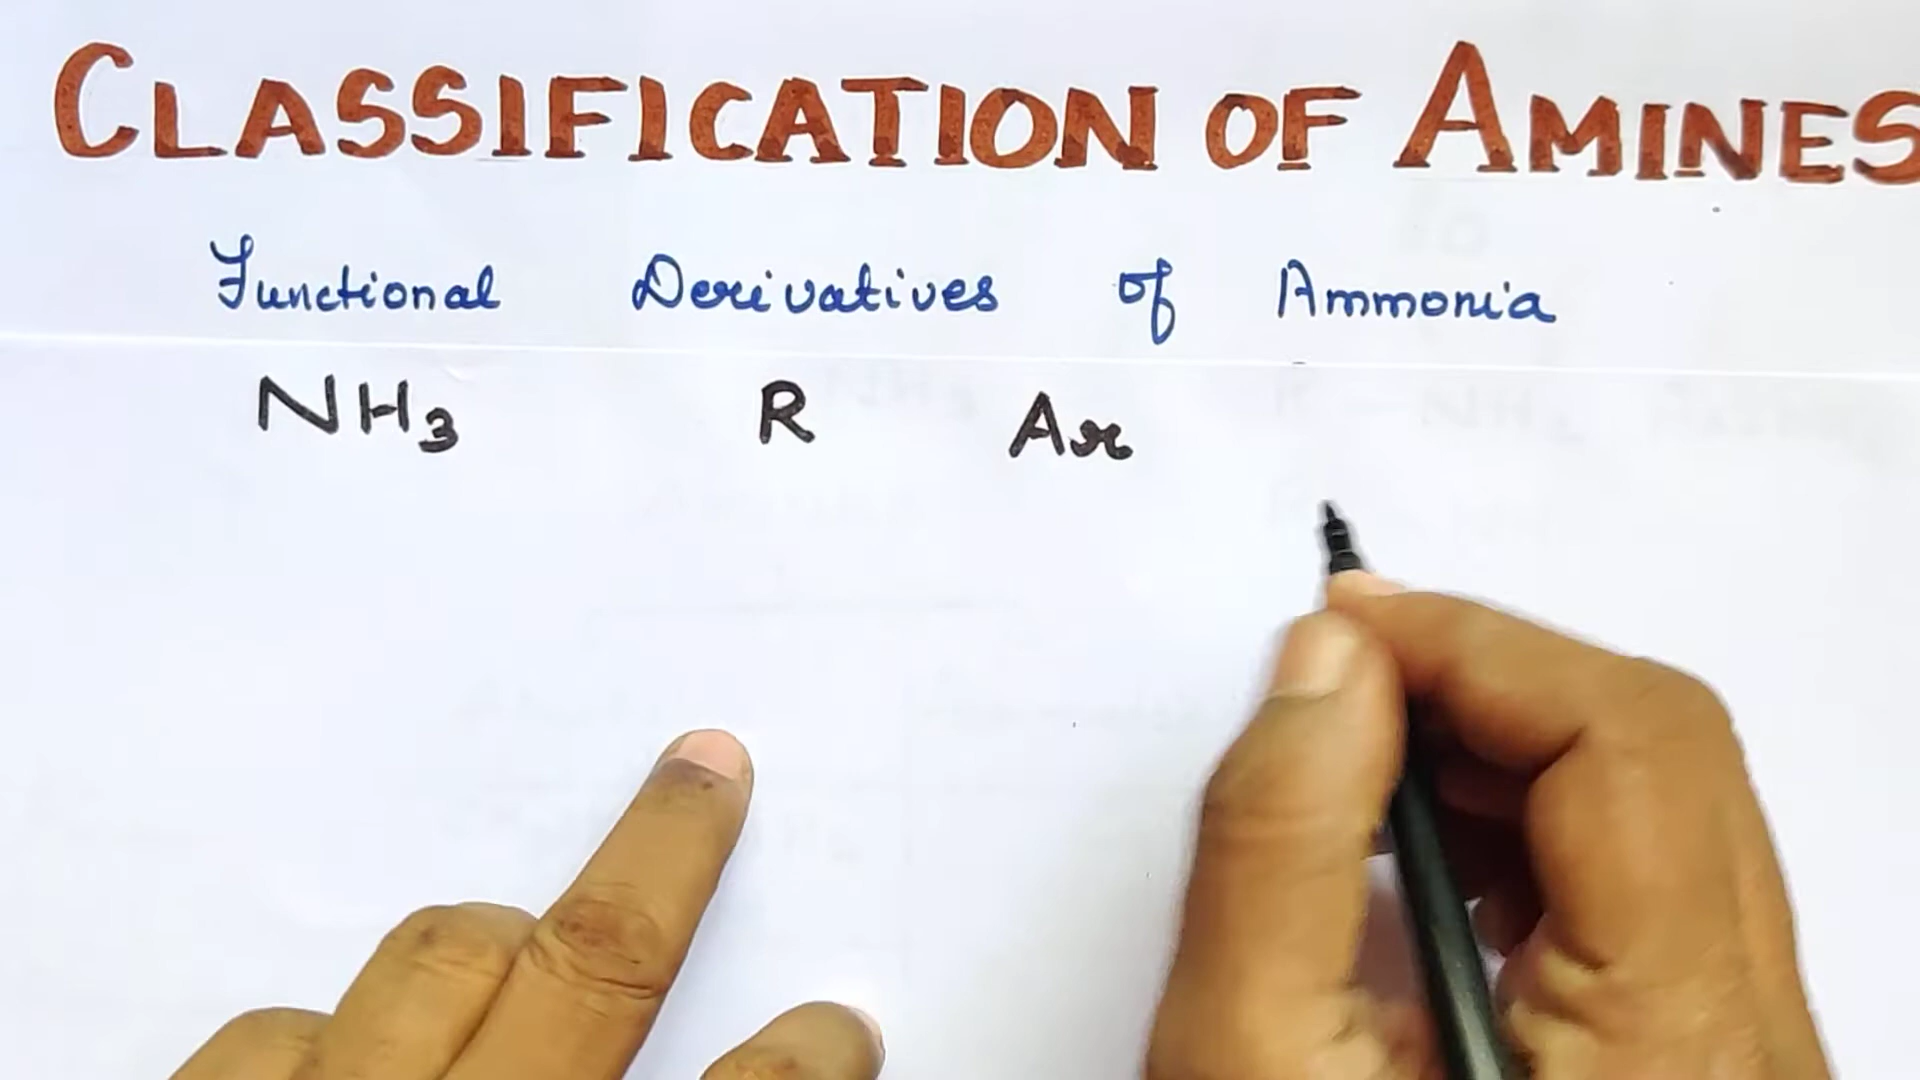 CLASSIFICATION OF AMINES
Functional Derivatives of Ammonia
NH₃ R Ar